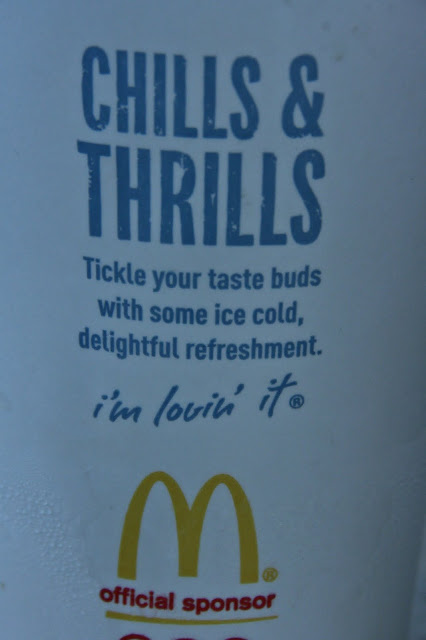 CHILLS &
THRILLS
Tickle your taste buds
with some ice cold,
delightful refreshment.
i'm lovin' it®
M®
official sponsor